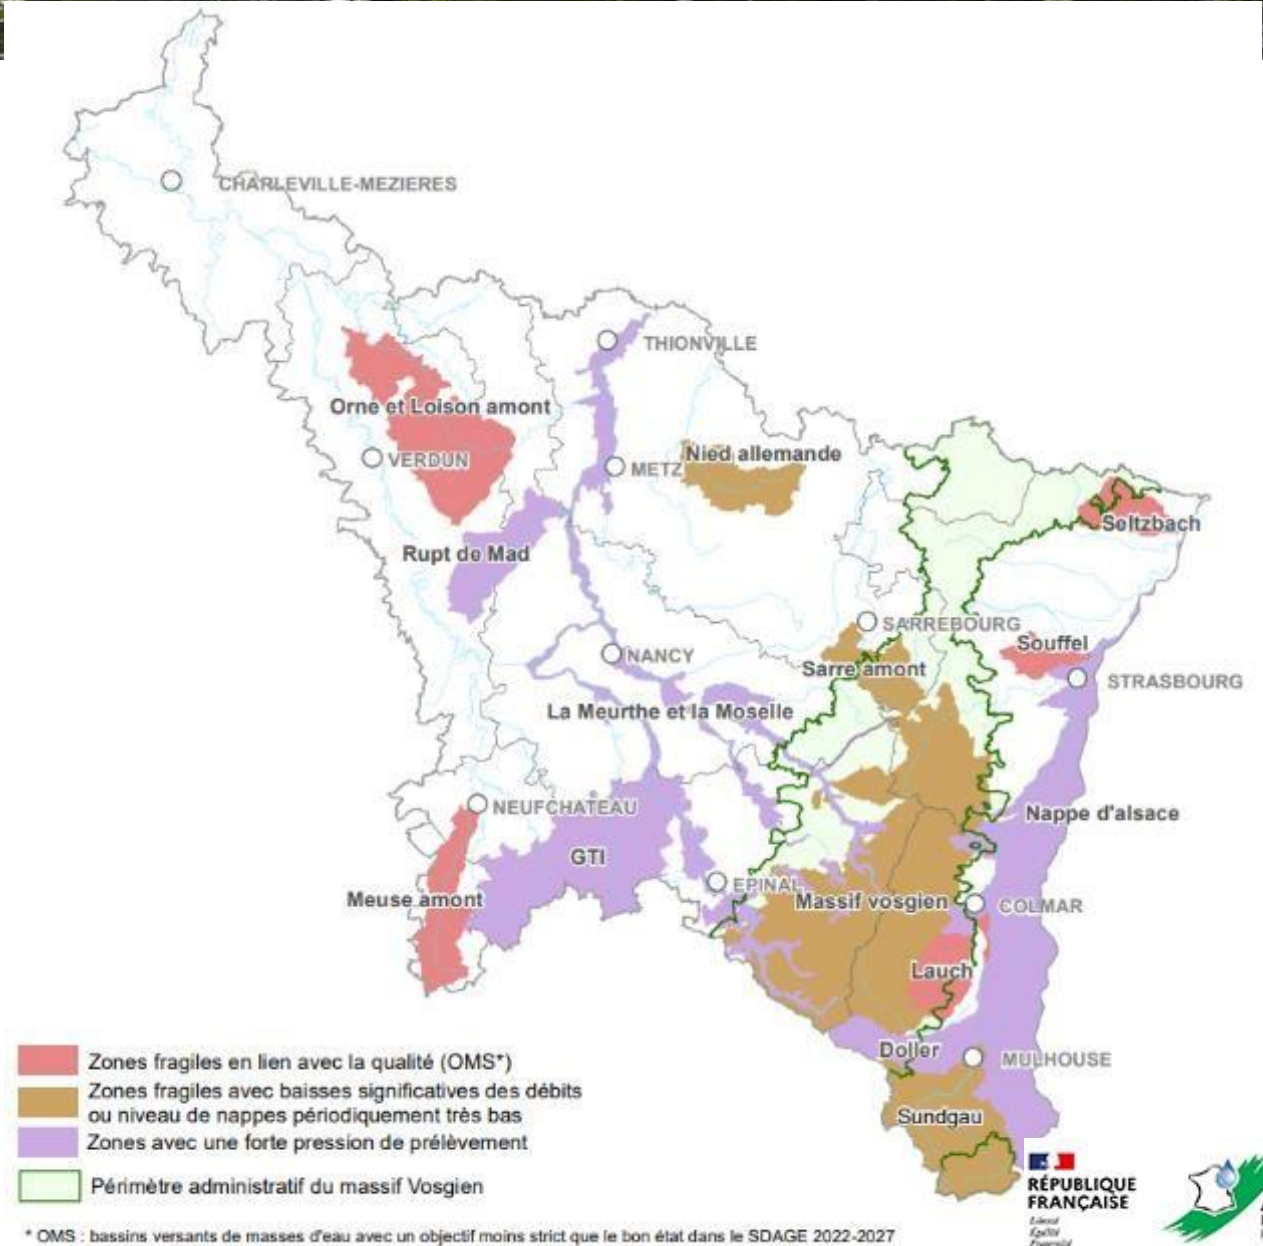 CHARLEVILLE-MEZIERES
THIONVILLE
Orne et Loison amont
VERDUN
METZ
Nied allemande
Seltzbach
Rupt de Mad
SARREBOURG
Souffel
NANCY
Sarre amont
STRASBOURG
La Meurthe et la Moselle
NEUFCHATEAU
Nappe d'alsace
GTI
EPINAL
Meuse amont
Massif vosgien
COLMAR
Lauch
Doller
MULHOUSE
Sundgau
Zones fragiles en lien avec la qualité (OMS*)
Zones fragiles avec baisses significatives des débits
ou niveau de nappes périodiquement très bas
Zones avec une forte pression de prélèvement
Périmètre administratif du massif Vosgien
RÉPUBLIQUE
FRANÇAISE
Liberté
Égalité
Fraternité
* OMS : bassins versants de masses d'eau avec un objectif moins strict que le bon état dans le SDAGE 2022-2027